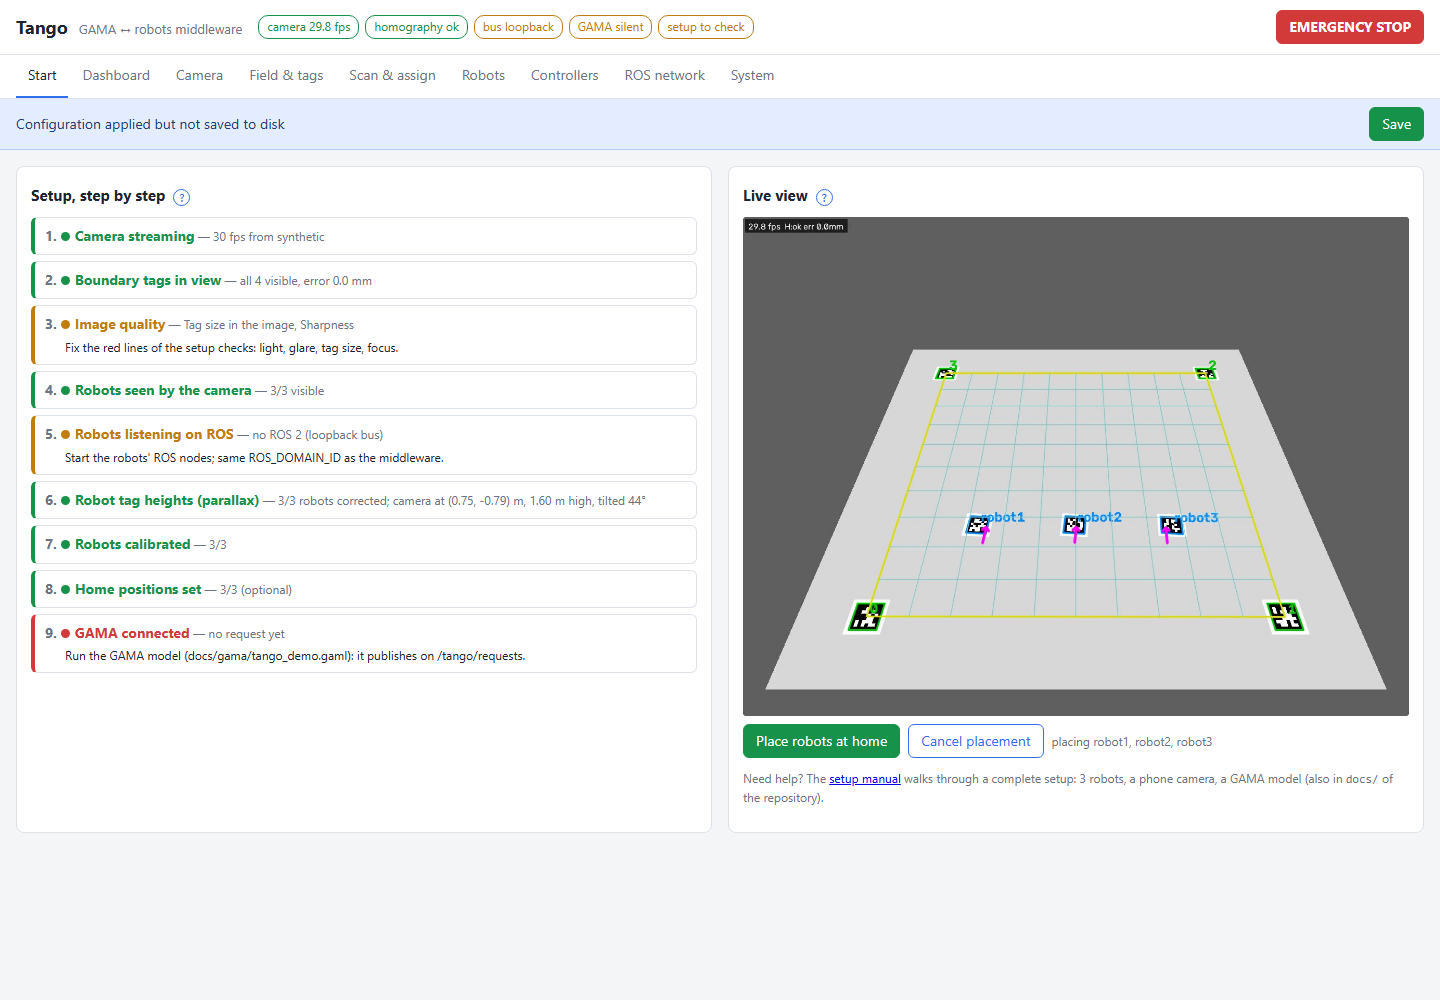 Tango GAMA ↔ robots middleware camera 29.8 fps homography ok bus loopback GAMA silent setup to check EMERGENCY STOP
Start Dashboard Camera Field & tags Scan & assign Robots Controllers ROS network System
Configuration applied but not saved to disk Save
Setup, step by step ?
1. Camera streaming — 30 fps from synthetic
2. Boundary tags in view — all 4 visible, error 0.0 mm
3. Image quality — Tag size in the image, Sharpness
Fix the red lines of the setup checks: light, glare, tag size, focus.
4. Robots seen by the camera — 3/3 visible
5. Robots listening on ROS — no ROS 2 (loopback bus)
Start the robots' ROS nodes; same ROS_DOMAIN_ID as the middleware.
6. Robot tag heights (parallax) — 3/3 robots corrected; camera at (0.75, -0.79) m, 1.60 m high, tilted 44°
7. Robots calibrated — 3/3
8. Home positions set — 3/3 (optional)
9. GAMA connected — no request yet
Run the GAMA model (docs/gama/tango_demo.gaml): it publishes on /tango/requests.
Live view ?
29.8 fps H:ok err 0.0mm
3 2
robot1 robot2 robot3
Place robots at home Cancel placement placing robot1, robot2, robot3
Need help? The setup manual walks through a complete setup: 3 robots, a phone camera, a GAMA model (also in docs/ of
the repository).